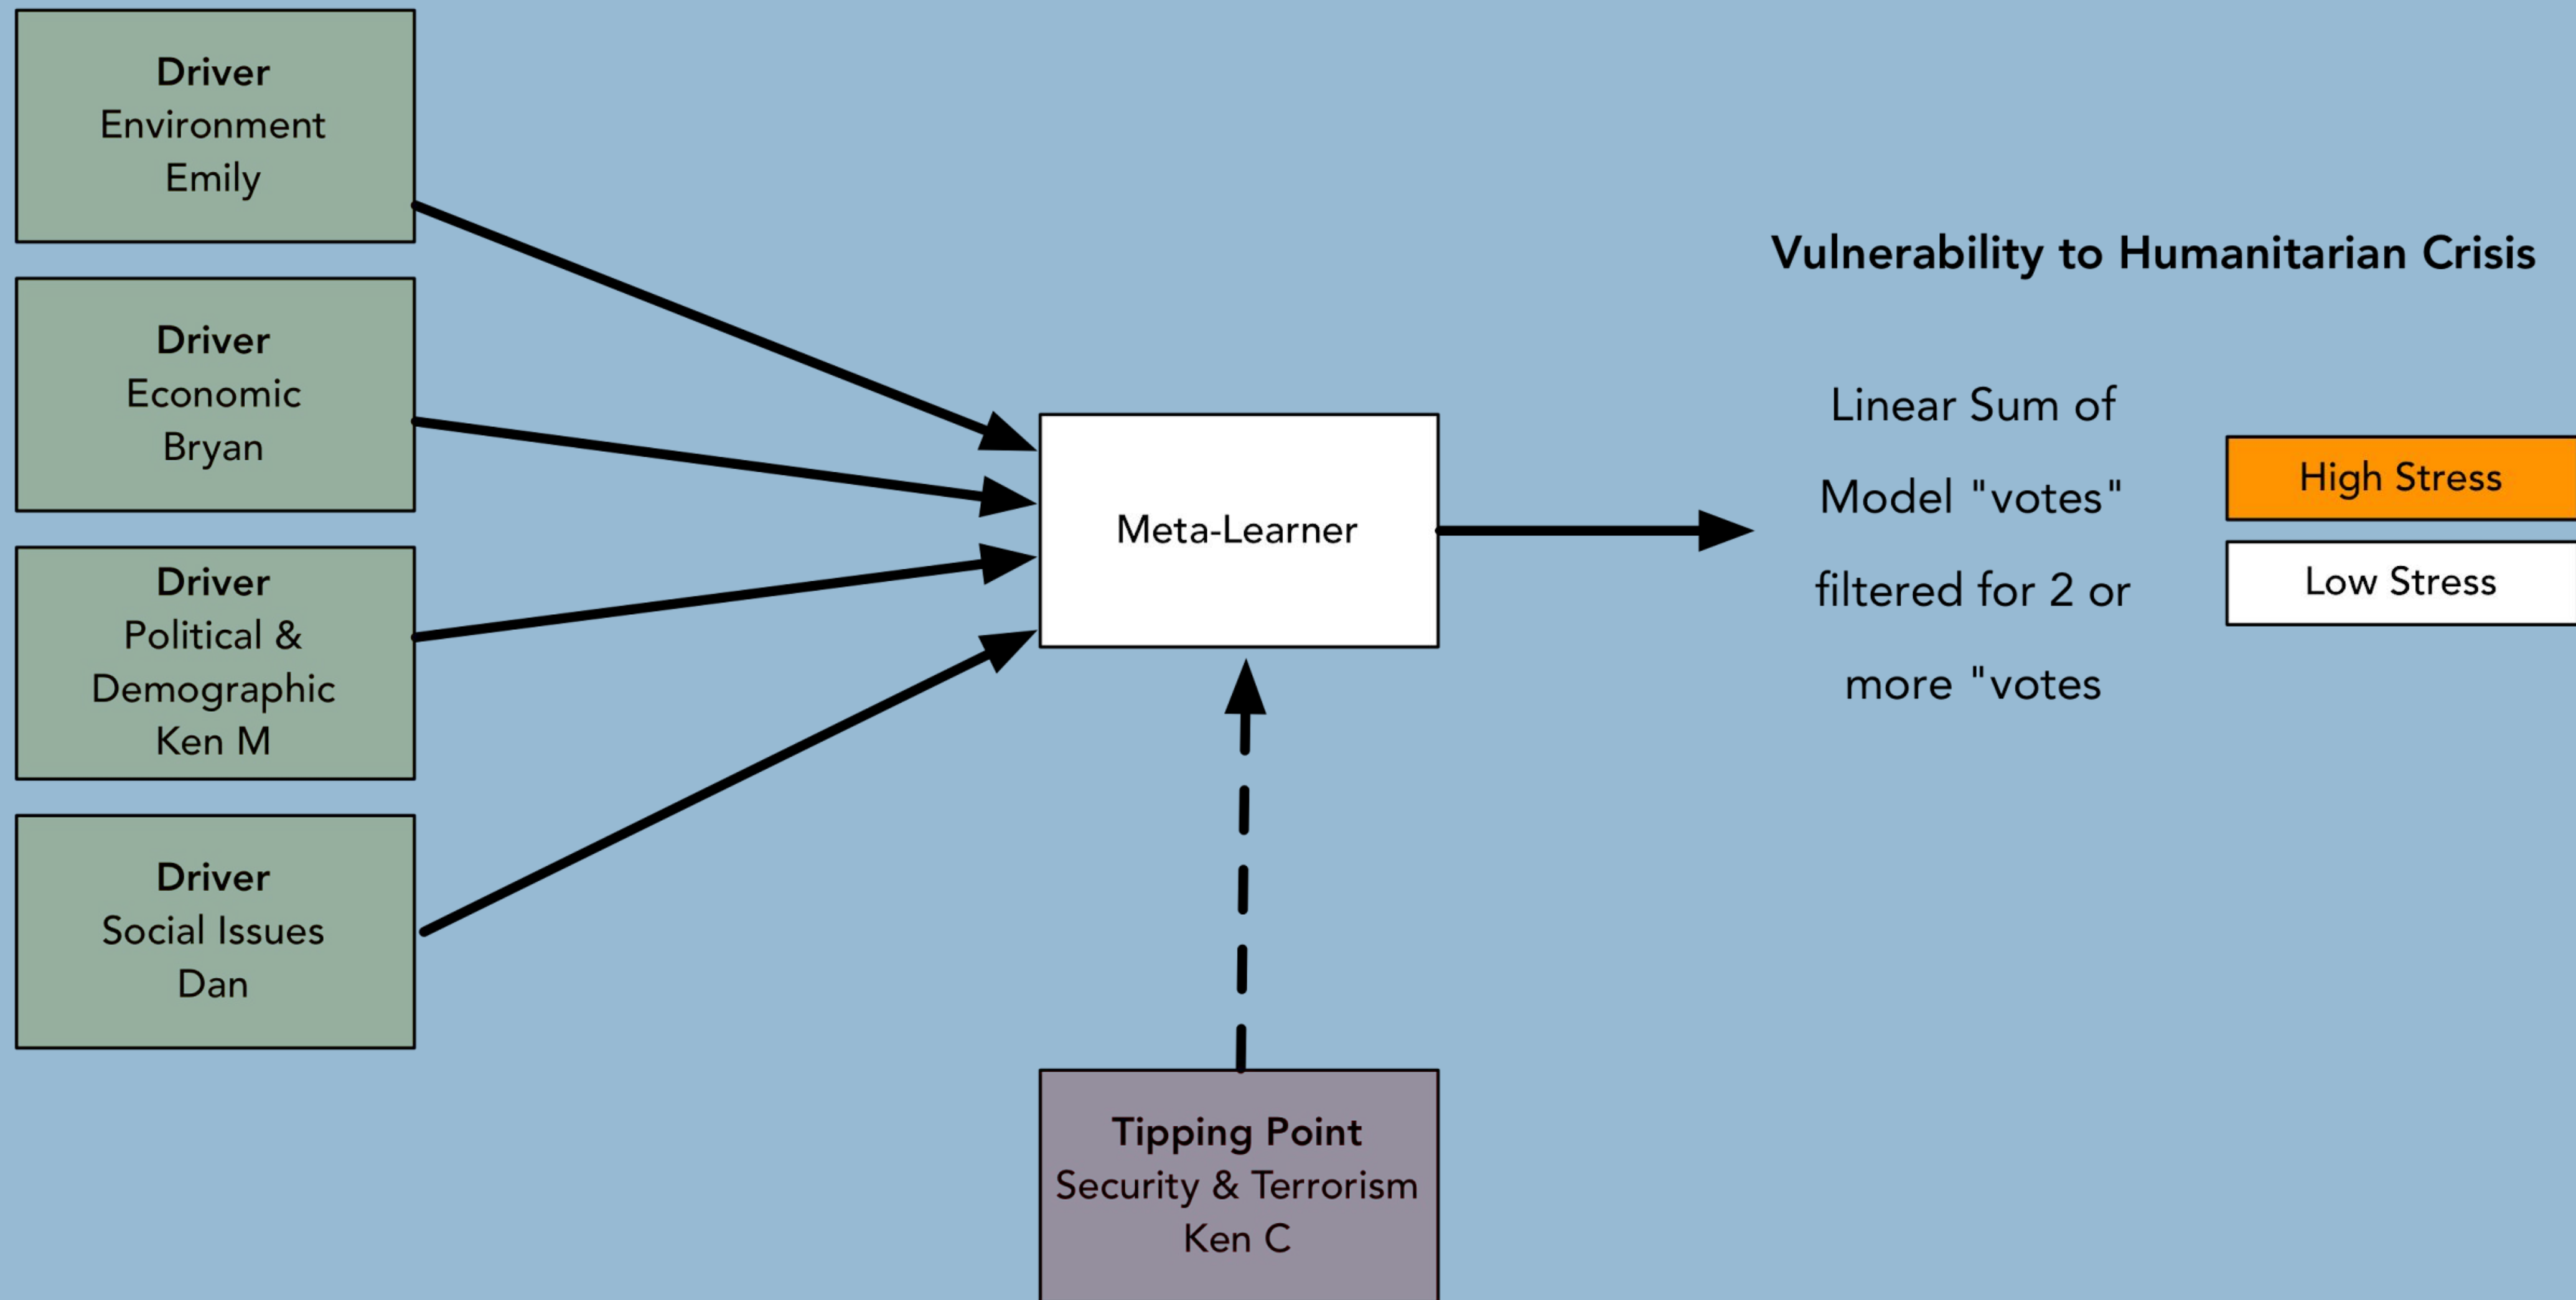 Driver
Environment
Emily
Driver
Economic
Bryan
Driver
Political &
Demographic
Ken M
Driver
Social Issues
Dan
Meta-Learner
Tipping Point
Security & Terrorism
Ken C
Vulnerability to Humanitarian Crisis
Linear Sum of
Model "votes"
filtered for 2 or
more "votes
High Stress
Low Stress